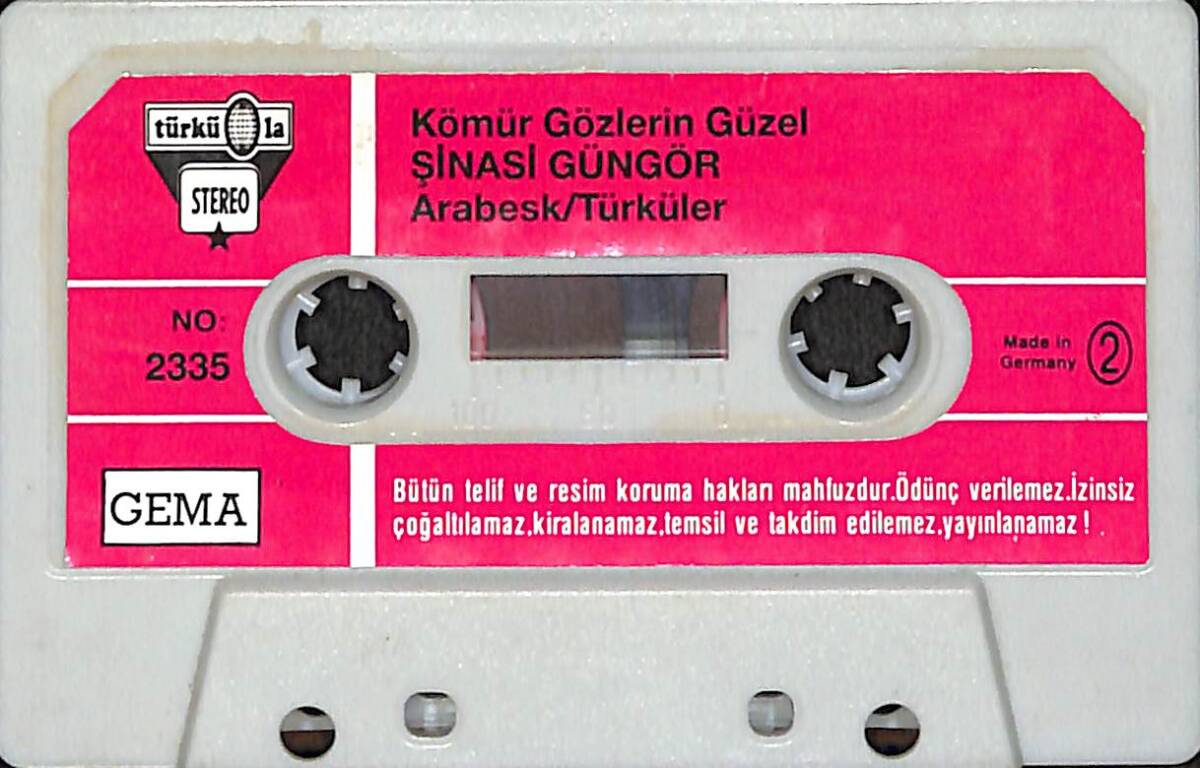 türkü la
STEREO
Kömür Gözlerin Güzel
ŞİNASİ GÜNGÖR
Arabesk/Türküler
NO:
2335
Made in
Germany
2
100 50 0
GEMA
Bütün telif ve resim koruma hakları mahfuzdur.Ödünç verilemez.İzinsiz
çoğaltılamaz,kiralanamaz,temsil ve takdim edilemez,yayınlanamaz!